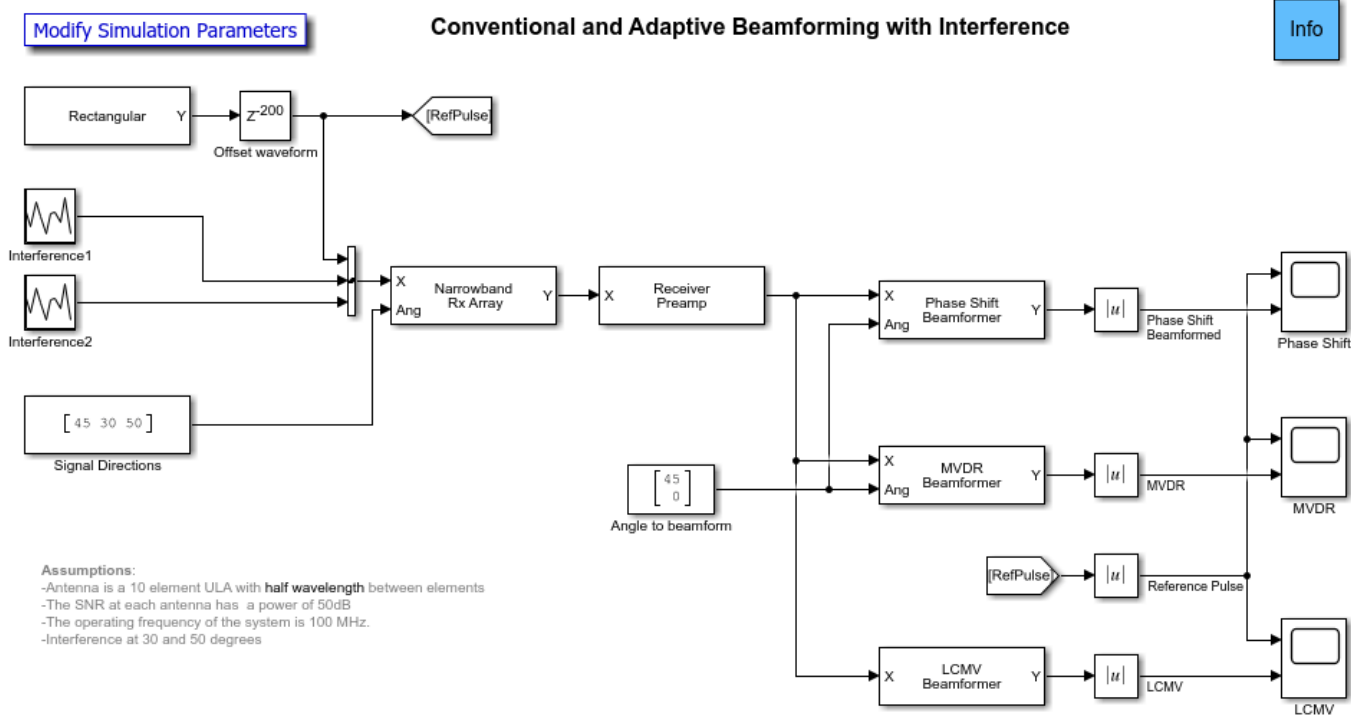 Modify Simulation Parameters
Conventional and Adaptive Beamforming with Interference
Info
Rectangular
Y
Z-200
Offset waveform
[RefPulse]
Interference1
Interference2
[45 30 50]
Signal Directions
X
Ang
Narrowband
Rx Array
Y
X
Receiver
Preamp
X
Ang
Phase Shift
Beamformer
Y
|u|
Phase Shift
Beamformed
Phase Shift
45
0
Angle to beamform
X
Ang
MVDR
Beamformer
Y
|u|
MVDR
MVDR
[RefPulse]
|u|
Reference Pulse
X
LCMV
Beamformer
Y
|u|
LCMV
LCMV
Assumptions:
-Antenna is a 10 element ULA with half wavelength between elements
-The SNR at each antenna has a power of 50dB
-The operating frequency of the system is 100 MHz.
-Interference at 30 and 50 degrees